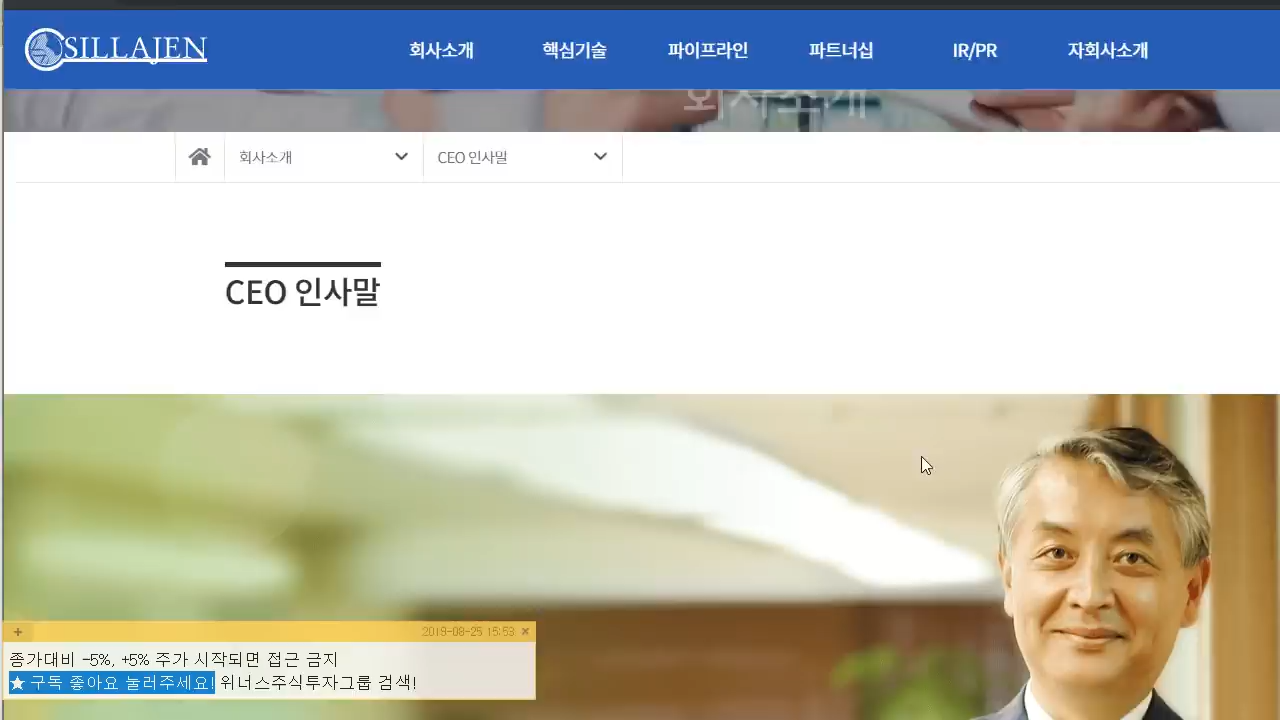 SILLAJEN
회사소개 핵심기술 파이프라인 파트너십 IR/PR 자회사소개
회사소개
회사소개 CEO 인사말
CEO 인사말
2019-08-25 15:53
종가대비 -5%, +5% 주가 시작되면 접근 금지
★ 구독 좋아요 눌러주세요! 위너스주식투자그룹 검색!